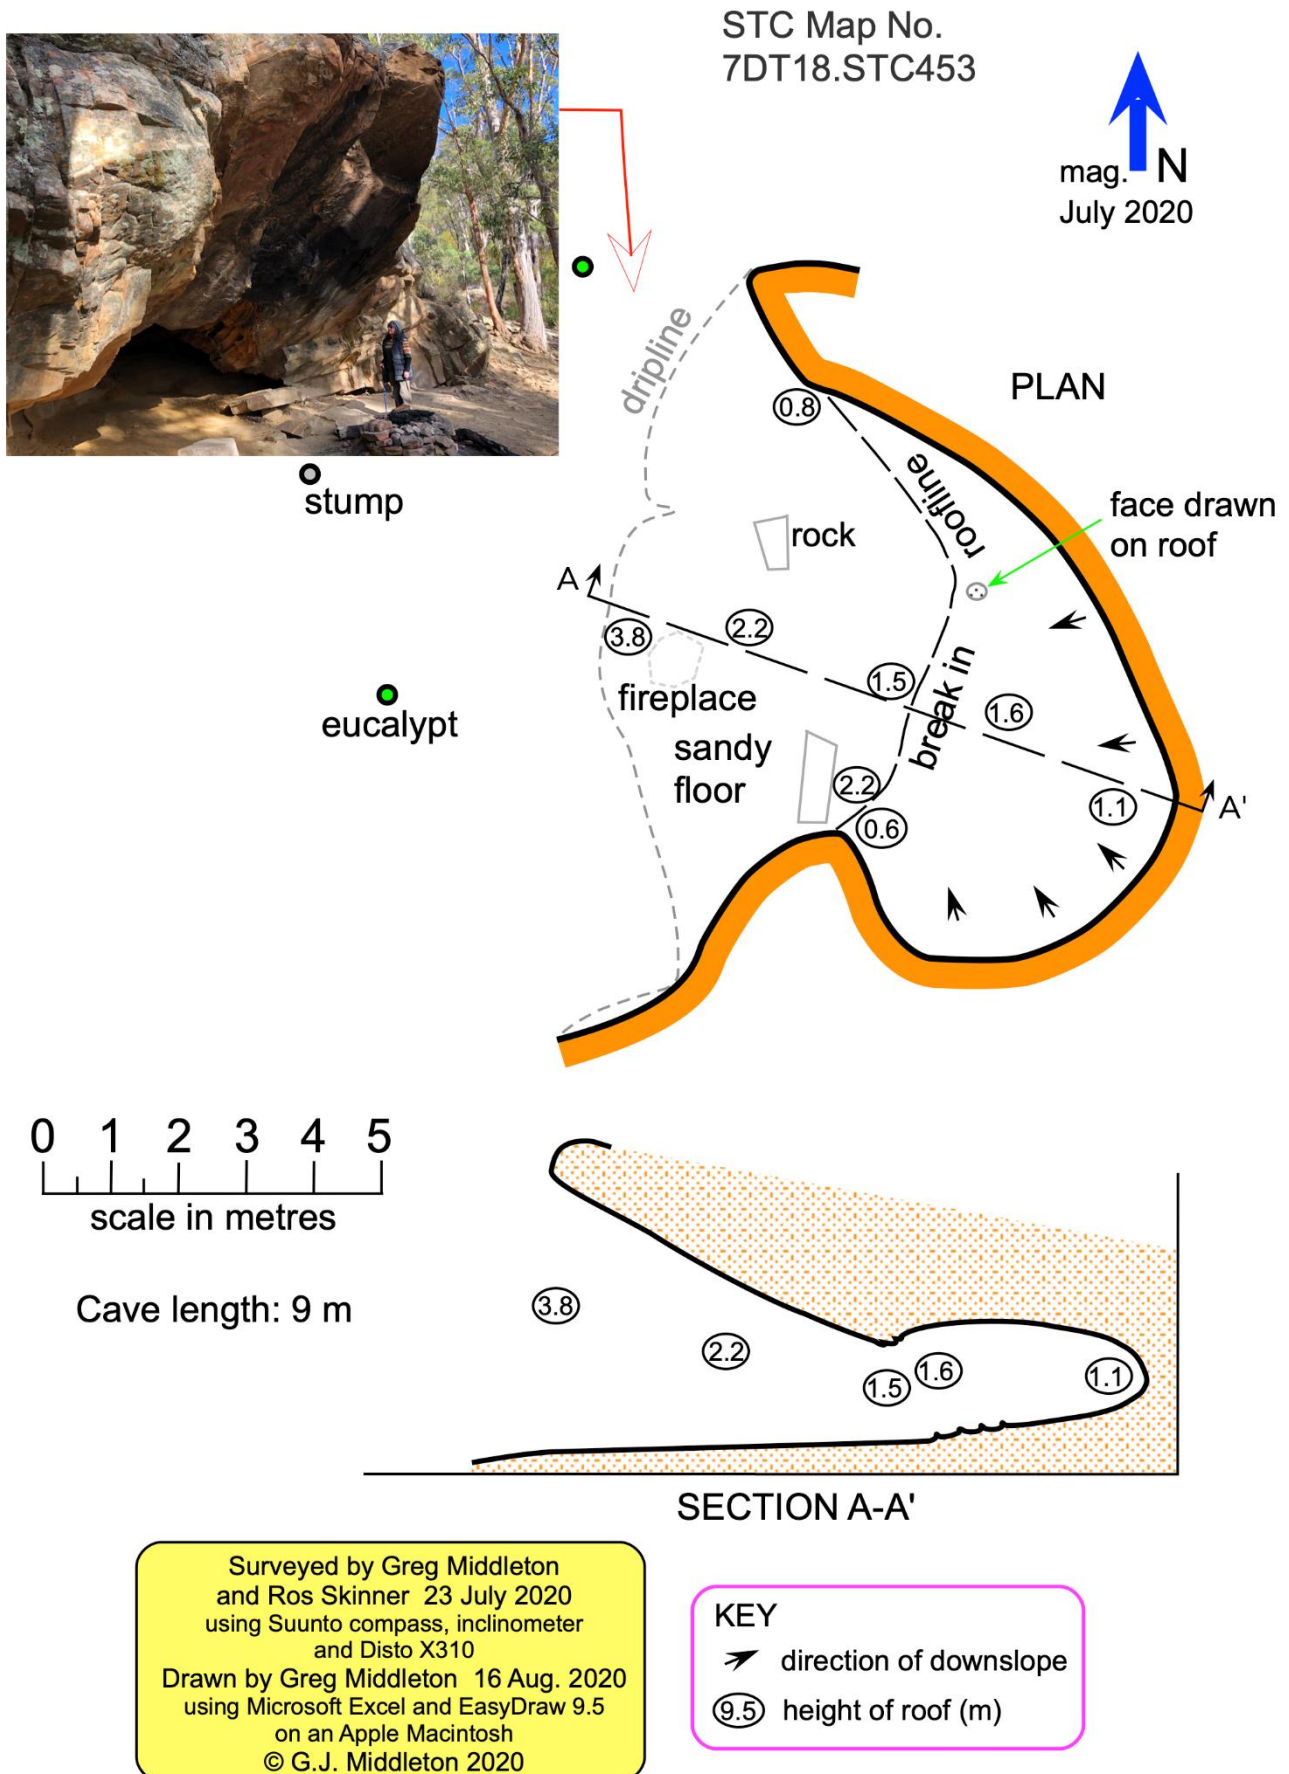 STC Map No.
7DT18.STC453
mag. N
July 2020
dripline
PLAN
0.8
roofline
stump
rock
face drawn
on roof
A
3.8
2.2
fireplace
1.5
break in
1.6
eucalypt
sandy
floor
2.2
0.6
1.1
A'
0 1 2 3 4 5
scale in metres
Cave length: 9 m
3.8
2.2
1.5
1.6
1.1
SECTION A-A'
Surveyed by Greg Middleton
and Ros Skinner 23 July 2020
using Suunto compass, inclinometer
and Disto X310
Drawn by Greg Middleton 16 Aug. 2020
using Microsoft Excel and EasyDraw 9.5
on an Apple Macintosh
© G.J. Middleton 2020
KEY
direction of downslope
9.5 height of roof (m)